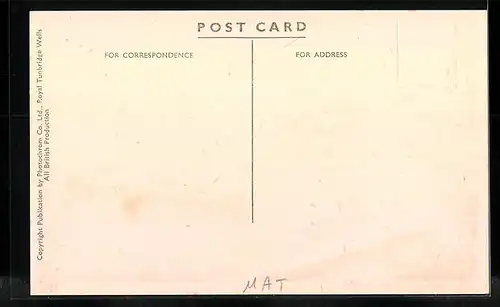 POST CARD
FOR CORRESPONDENCE
FOR ADDRESS
Copyright Publication by Photochrom Co. Ltd., Royal Tunbridge Wells
All British Production
MAT